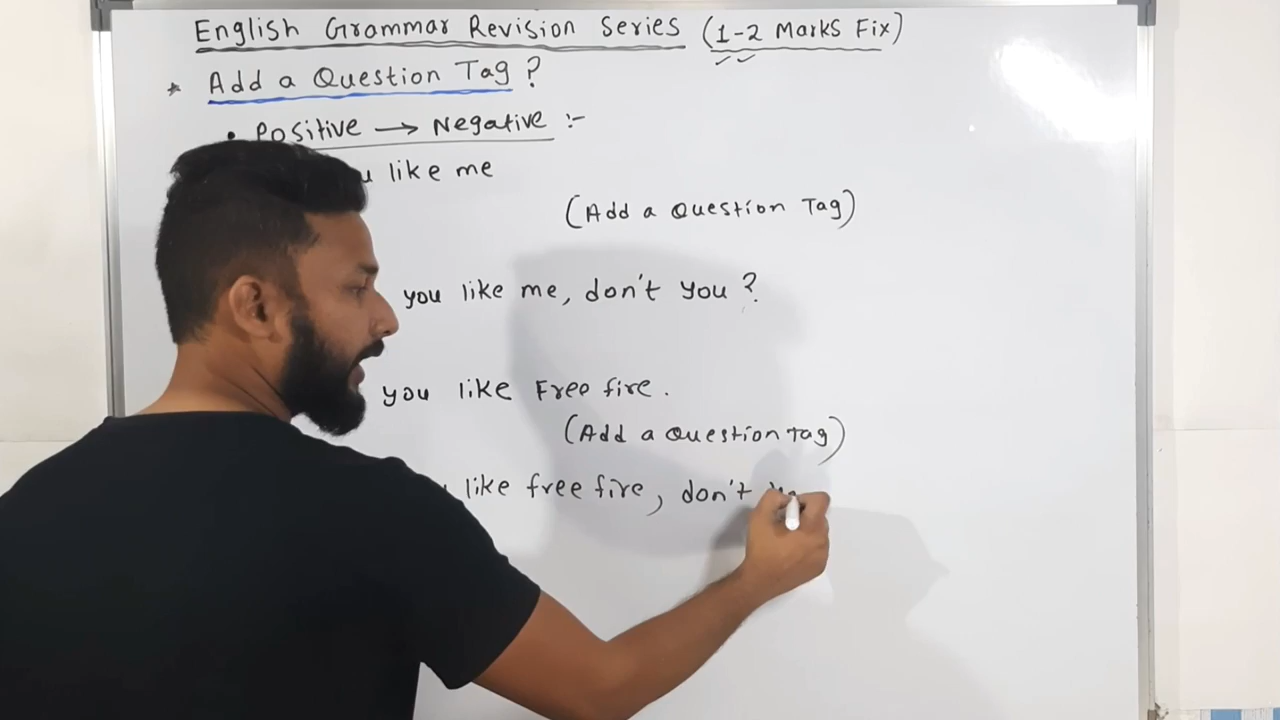 English Grammar Revision Series (1-2 Marks Fix)
* Add a Question Tag ?
• Positive → Negative :-
like me
(Add a Question Tag)
you like me, don't you ?
you like Free fire .
(Add a Question Tag)
like free fire, don't